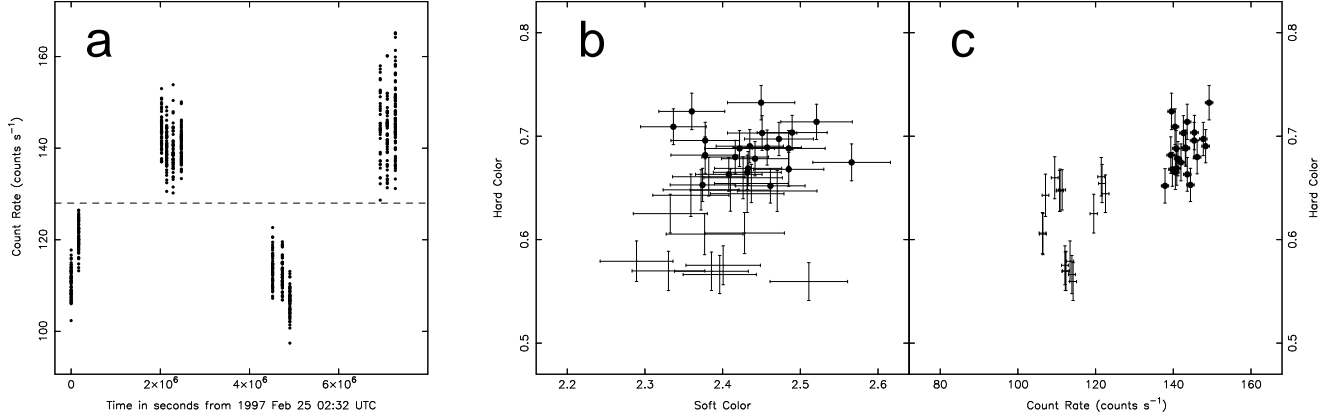 a
160
140
120
100
Count Rate (counts s⁻¹)
0
2×10⁶
4×10⁶
6×10⁶
Time in seconds from 1997 Feb 25 02:32 UTC
b
0.8
0.7
0.6
0.5
Hard Color
2.2
2.3
2.4
2.5
2.6
Soft Color
c
80
100
120
140
160
Count Rate (counts s⁻¹)
0.8
0.7
0.6
0.5
Hard Color